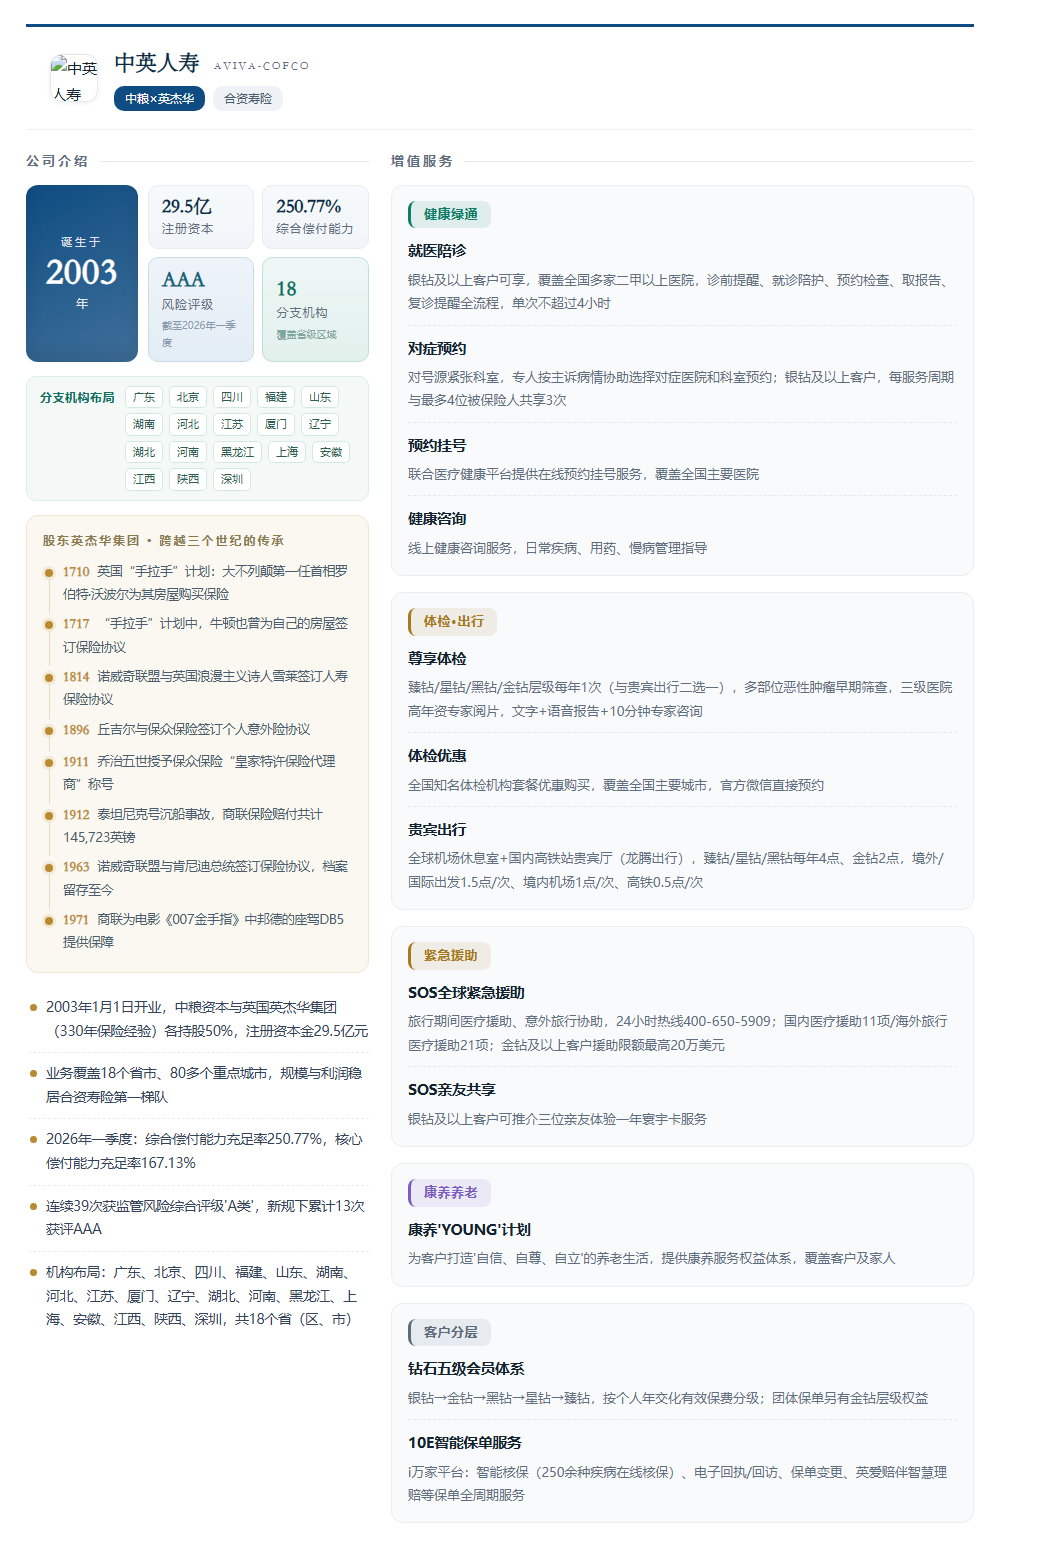 中英人寿
中英人寿 AVIVA-COFCO
中粮×英杰华 合资寿险
公司介绍
诞生于
2003
年
29.5亿
注册资本
250.77%
综合偿付能力
AAA
风险评级
截至2026年一季
度
18
分支机构
覆盖省级区域
分支机构布局 广东 北京 四川 福建 山东
湖南 河北 江苏 厦门 辽宁
湖北 河南 黑龙江 上海 安徽
江西 陕西 深圳
股东英杰华集团 • 跨越三个世纪的传承
1710 英国“手拉手”计划：大不列颠第一任首相罗
伯特·沃波尔为其房屋购买保险
1717 “手拉手”计划中，牛顿也曾为自己的房屋签
订保险协议
1814 诺威奇联盟与英国浪漫主义诗人雪莱签订人寿
保险协议
1896 丘吉尔与保众保险签订个人意外险协议
1911 乔治五世授予保众保险“皇家特许保险代理
商”称号
1912 泰坦尼克号沉船事故，商联保险赔付共计
145,723英镑
1963 诺威奇联盟与肯尼迪总统签订保险协议，档案
留存至今
1971 商联为电影《007金手指》中邦德的座驾DB5
提供保障
2003年1月1日开业，中粮资本与英国英杰华集团
（330年保险经验）各持股50%，注册资本金29.5亿元
业务覆盖18个省市、80多个重点城市，规模与利润稳
居合资寿险第一梯队
2026年一季度：综合偿付能力充足率250.77%，核心
偿付能力充足率167.13%
连续39次获监管风险综合评级'A类'，新规下累计13次
获评AAA
机构布局：广东、北京、四川、福建、山东、湖南、
河北、江苏、厦门、辽宁、湖北、河南、黑龙江、上
海、安徽、江西、陕西、深圳，共18个省（区、市）
增值服务
健康绿通
就医陪诊
银钻及以上客户可享，覆盖全国多家二甲以上医院，诊前提醒、就诊陪护、预约检查、取报告、
复诊提醒全流程，单次不超过4小时
对症预约
对号源紧张科室，专人按主诉病情协助选择对症医院和科室预约；银钻及以上客户，每服务周期
与最多4位被保险人共享3次
预约挂号
联合医疗健康平台提供在线预约挂号服务，覆盖全国主要医院
健康咨询
线上健康咨询服务，日常疾病、用药、慢病管理指导
体检•出行
尊享体检
臻钻/星钻/黑钻/金钻层级每年1次（与贵宾出行二选一），多部位恶性肿瘤早期筛查，三级医院
高年资专家阅片，文字+语音报告+10分钟专家咨询
体检优惠
全国知名体检机构套餐优惠购买，覆盖全国主要城市，官方微信直接预约
贵宾出行
全球机场休息室+国内高铁站贵宾厅（龙腾出行），臻钻/星钻/黑钻每年4点、金钻2点，境外/
国际出发1.5点/次、境内机场1点/次、高铁0.5点/次
紧急援助
SOS全球紧急援助
旅行期间医疗援助、意外旅行协助，24小时热线400-650-5909；国内医疗援助11项/海外旅行
医疗援助21项；金钻及以上客户援助限额最高20万美元
SOS亲友共享
银钻及以上客户可推介三位亲友体验一年寰宇卡服务
康养养老
康养'YOUNG'计划
为客户打造'自信、自尊、自立'的养老生活，提供康养服务权益体系，覆盖客户及家人
客户分层
钻石五级会员体系
银钻→金钻→黑钻→星钻→臻钻，按个人年交化有效保费分级；团体保单另有金钻层级权益
10E智能保单服务
i万家平台：智能核保（250余种疾病在线核保）、电子回执/回访、保单变更、英爱赔伴智慧理
赔等保单全周期服务